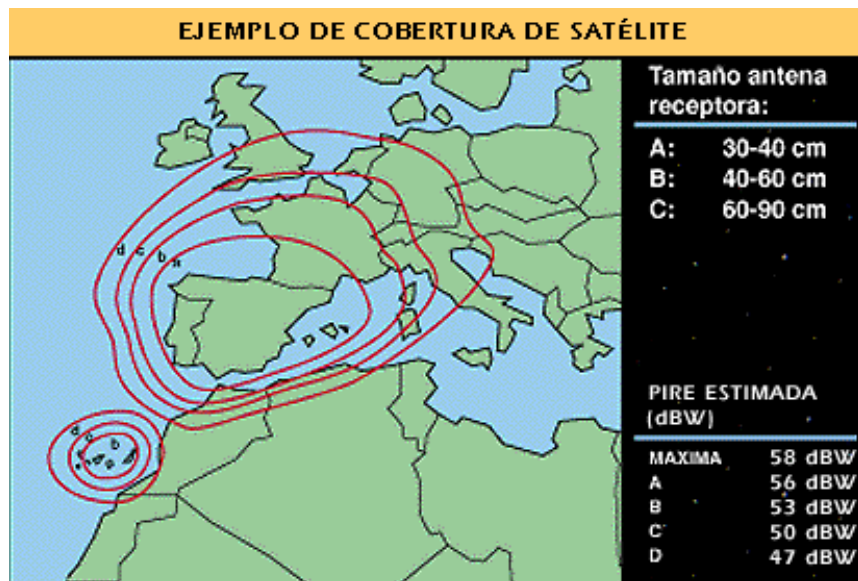 EJEMPLO DE COBERTURA DE SATÉLITE
Tamaño antena
receptora:
A: 30-40 cm
B: 40-60 cm
C: 60-90 cm
d c b a
PIRE ESTIMADA
(dBW)
MAXIMA 58 dBW
A 56 dBW
B 53 dBW
C 50 dBW
D 47 dBW
d
c
b